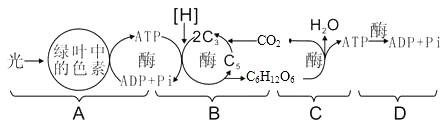 光
绿叶中
的色素
ATP
酶
ADP+Pi
[H]
2C₃
酶
C₅
CO₂
C₆H₁₂O₆
H₂O
酶
ATP 酶 ADP+Pi
A B C D